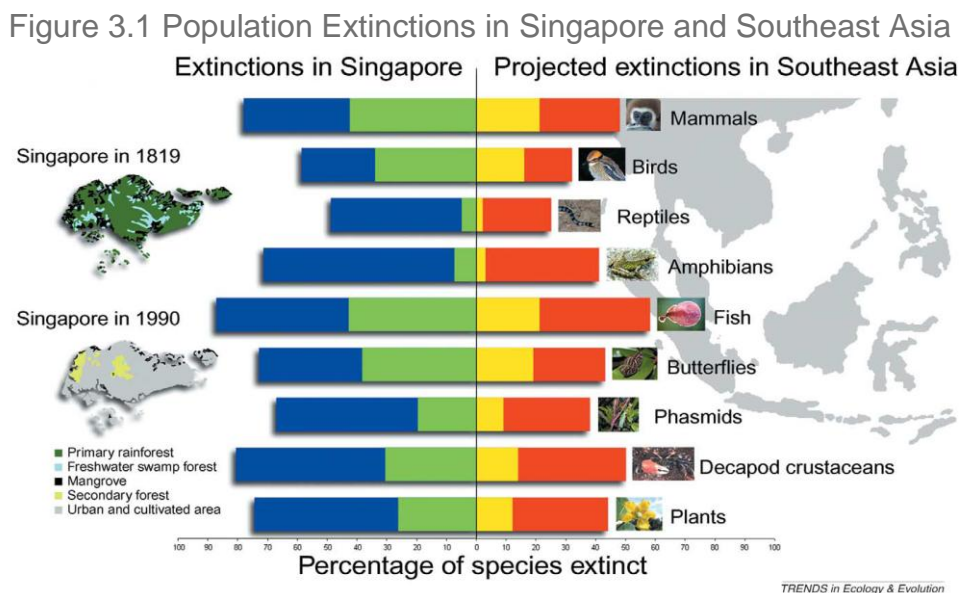 Figure 3.1 Population Extinctions in Singapore and Southeast Asia
Extinctions in Singapore
Projected extinctions in Southeast Asia
Mammals
Singapore in 1819
Birds
Reptiles
Amphibians
Singapore in 1990
Fish
Butterflies
Phasmids
Primary rainforest
Freshwater swamp forest
Mangrove
Secondary forest
Urban and cultivated area
Decapod crustaceans
Plants
100 90 80 70 60 50 40 30 20 10 0 10 20 30 40 50 60 70 80 90 100
Percentage of species extinct
TRENDS in Ecology & Evolution